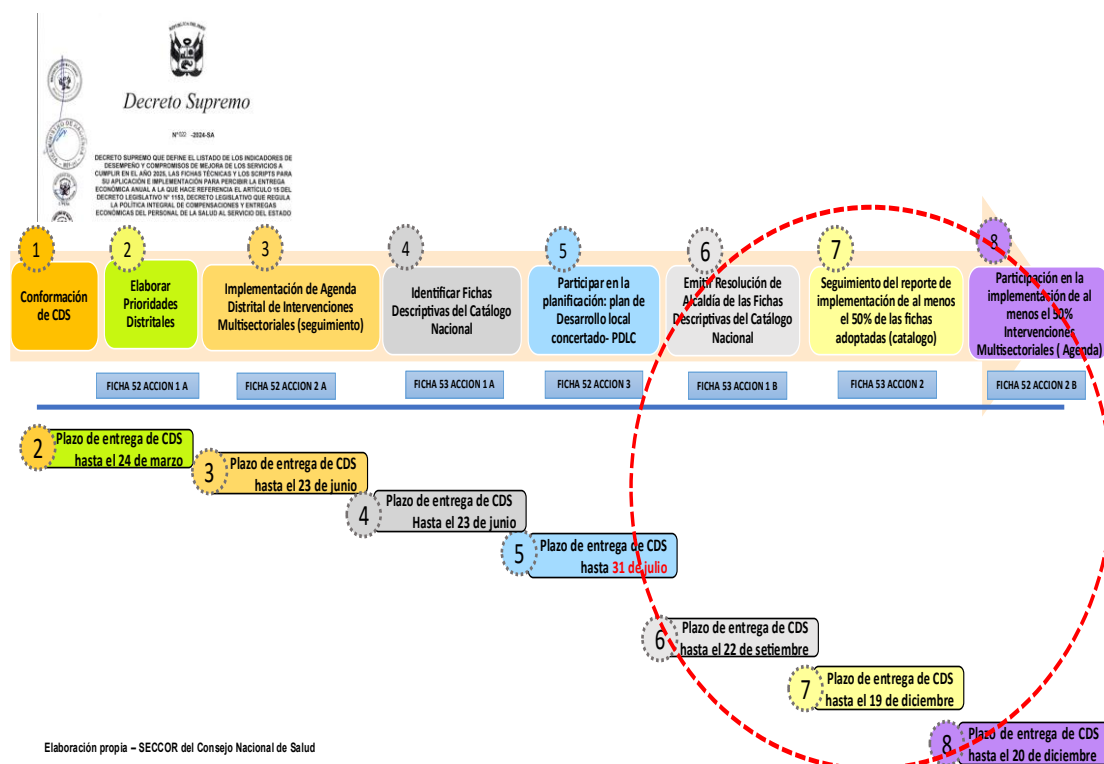 REPÚBLICA DEL PERÚ
Decreto Supremo
N° 022 -2024-SA
DECRETO SUPREMO QUE DEFINE EL LISTADO DE LOS INDICADORES DE
DESEMPEÑO Y COMPROMISOS DE MEJORA DE LOS SERVICIOS A
CUMPLIR EN EL AÑO 2025, LAS FICHAS TÉCNICAS Y LOS SCRIPTS PARA
SU APLICACIÓN E IMPLEMENTACIÓN PARA PERCIBIR LA ENTREGA
ECONÓMICA ANUAL A LA QUE HACE REFERENCIA EL ARTÍCULO 15 DEL
DECRETO LEGISLATIVO N° 1153, DECRETO LEGISLATIVO QUE REGULA
LA POLÍTICA INTEGRAL DE COMPENSACIONES Y ENTREGAS
ECONÓMICAS DEL PERSONAL DE LA SALUD AL SERVICIO DEL ESTADO
1
Conformación
de CDS
2
Elaborar
Prioridades
Distritales
3
Implementación de Agenda
Distrital de Intervenciones
Multisectoriales (seguimiento)
4
Identificar Fichas
Descriptivas del Catálogo
Nacional
5
Participar en la
planificación: plan de
Desarrollo local
concertado- PDLC
6
Emitir Resolución de
Alcaldía de las Fichas
Descriptivas del Catálogo
Nacional
7
Seguimiento del reporte de
implementación de al menos
el 50% de las fichas
adoptadas (catalogo)
8
Participación en la
implementación de al
menos el 50%
Intervenciones
Multisectoriales ( Agenda)
FICHA 52 ACCION 1 A
FICHA 52 ACCION 2 A
FICHA 53 ACCION 1 A
FICHA 52 ACCION 3
FICHA 53 ACCION 1 B
FICHA 53 ACCION 2
FICHA 52 ACCION 2 B
2
Plazo de entrega de CDS
hasta el 24 de marzo
3
Plazo de entrega de CDS
hasta el 23 de junio
4
Plazo de entrega de CDS
Hasta el 23 de junio
5
Plazo de entrega de CDS
hasta 31 de julio
6
Plazo de entrega de CDS
hasta el 22 de setiembre
7
Plazo de entrega de CDS
hasta el 19 de diciembre
8
Plazo de entrega de CDS
hasta el 20 de diciembre
Elaboración propia – SECCOR del Consejo Nacional de Salud